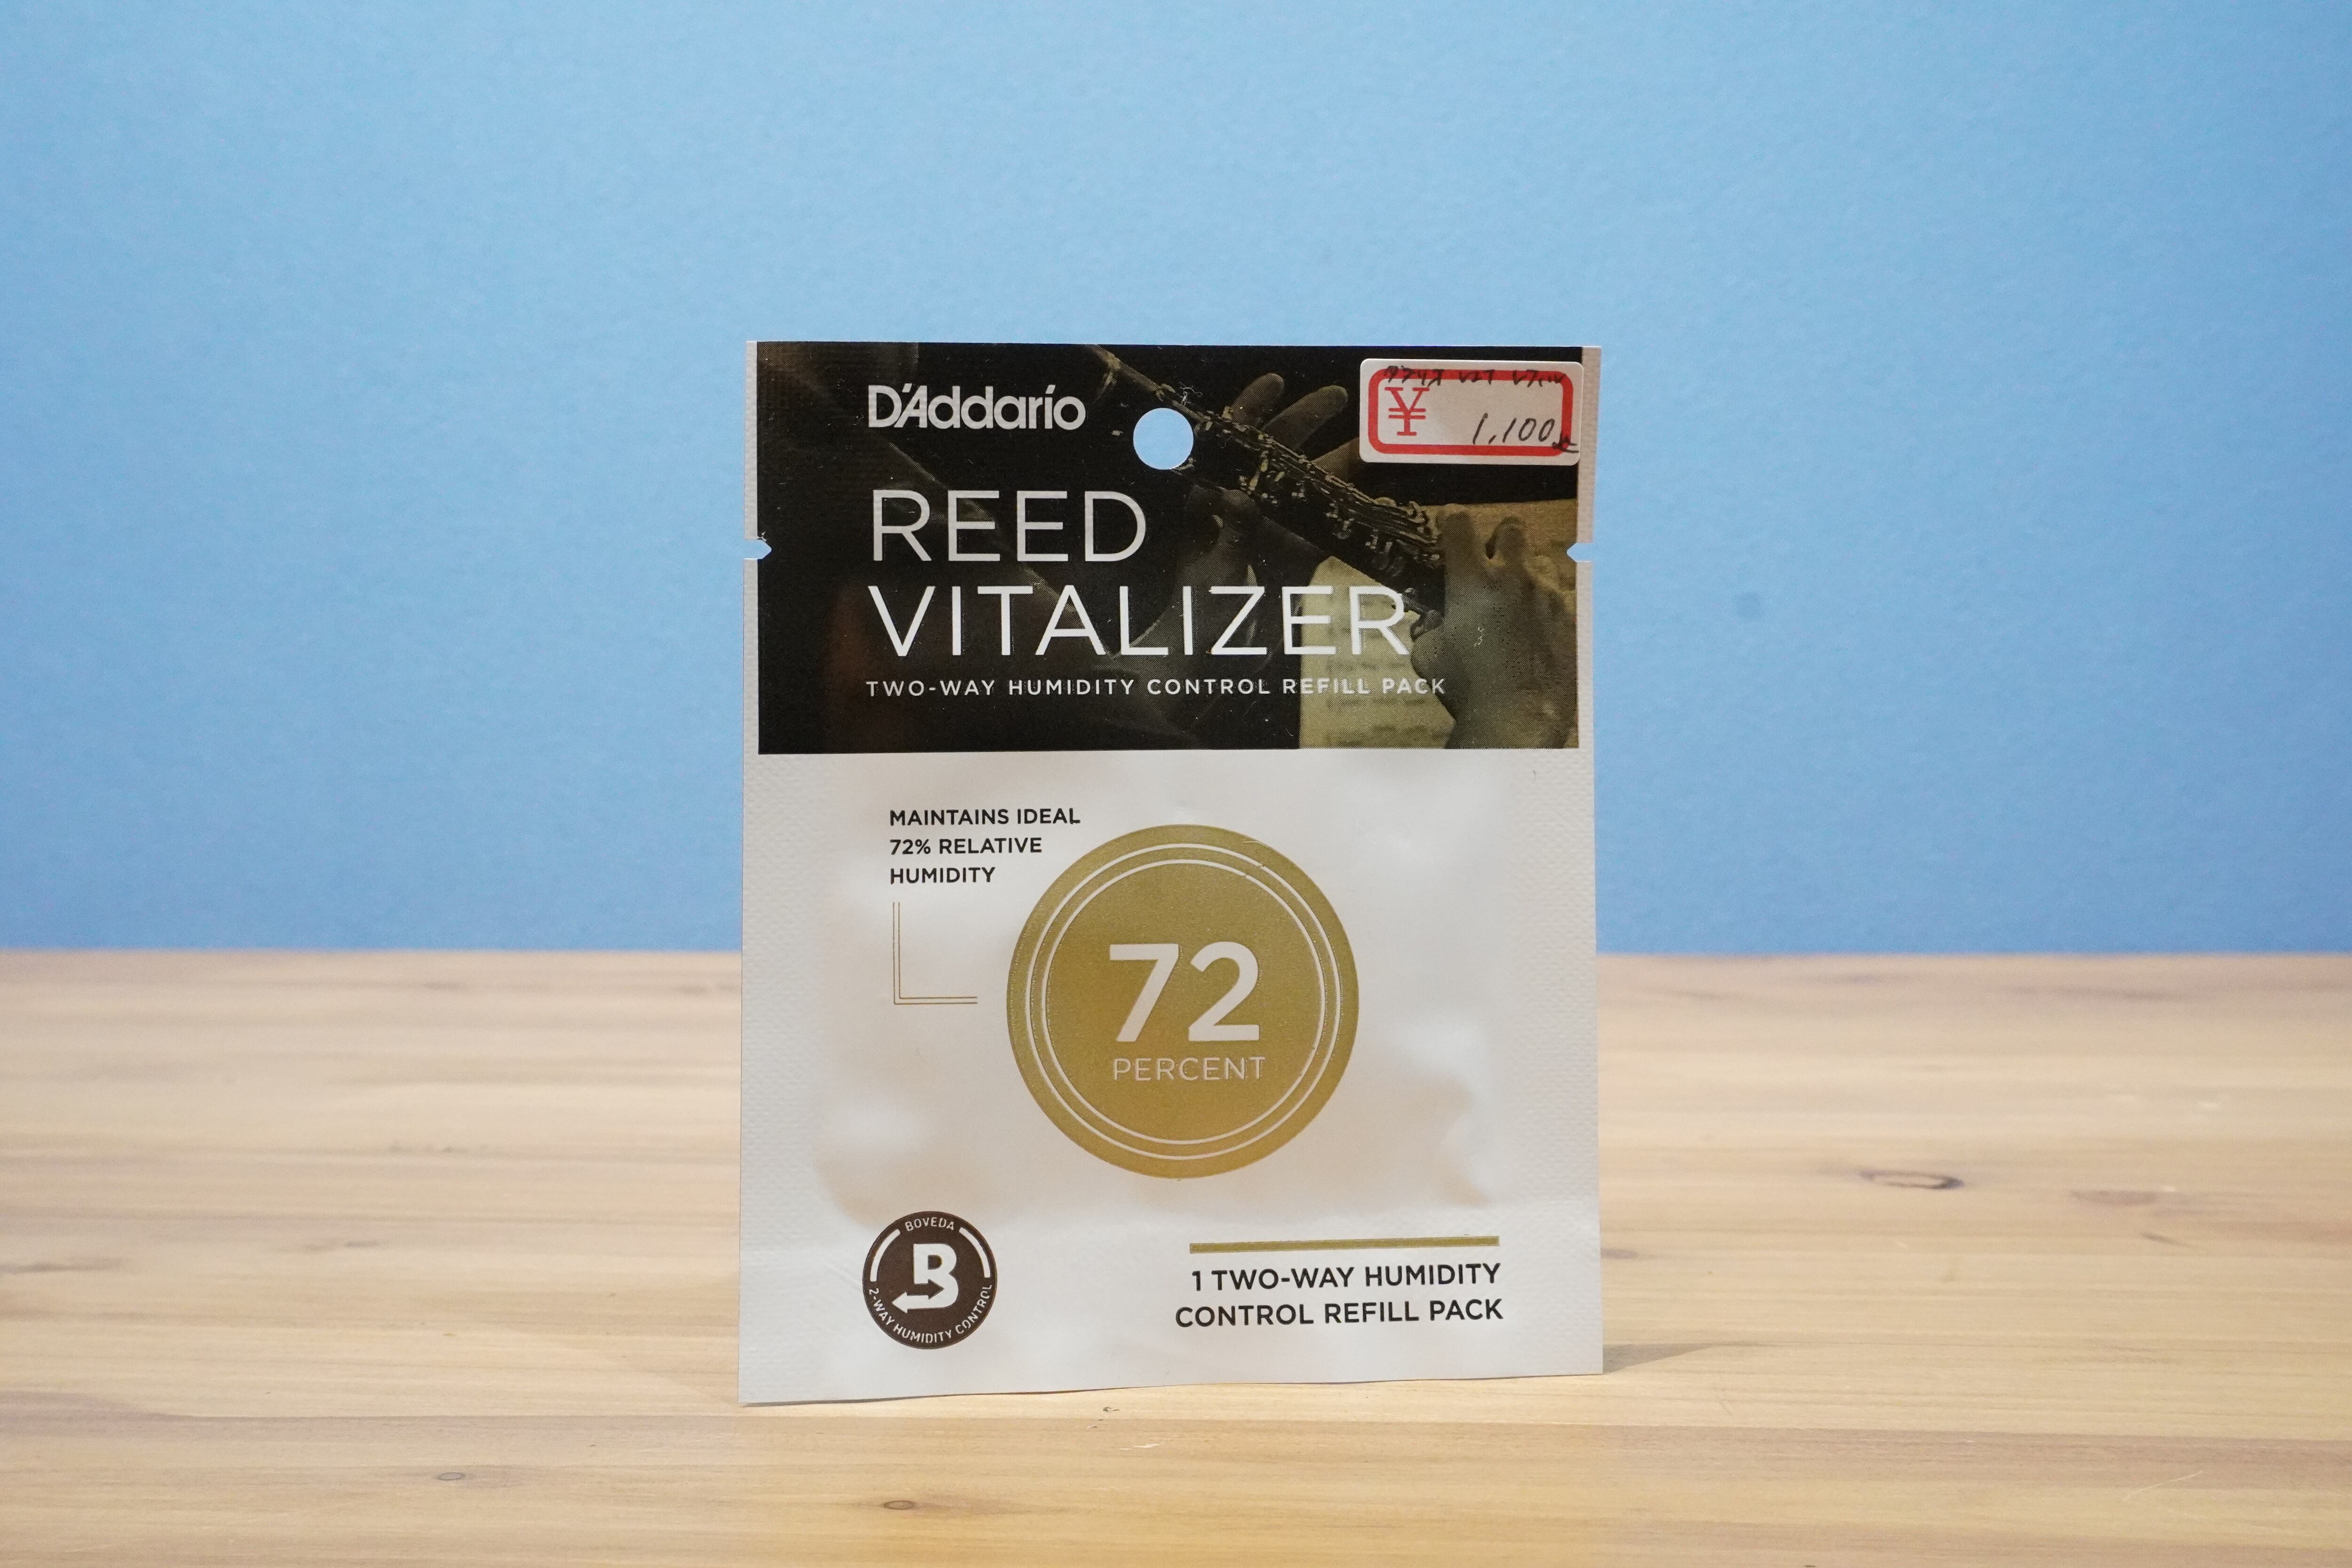 D'Addario
REED
VITALIZER
TWO-WAY HUMIDITY CONTROL REFILL PACK
¥ 1,100
MAINTAINS IDEAL
72% RELATIVE
HUMIDITY
72
PERCENT
BOVEDA
B
2-WAY HUMIDITY CONTROL
1 TWO-WAY HUMIDITY
CONTROL REFILL PACK